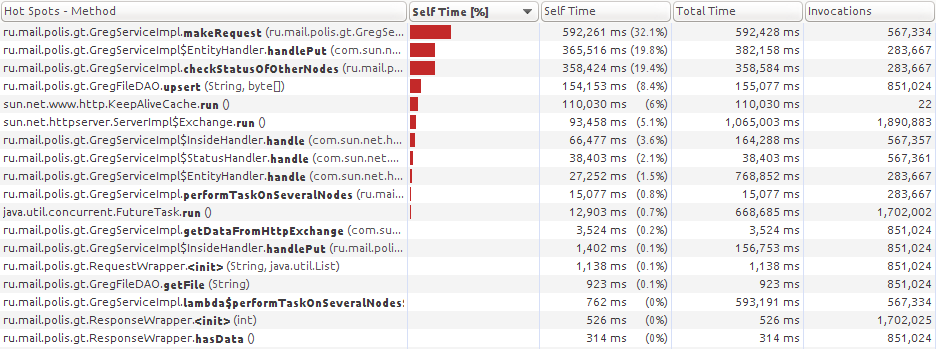 Hot Spots - Method Self Time [%] Self Time Total Time Invocations
ru.mail.polis.gt.GregServiceImpl.makeRequest (ru.mail.polis.gt.GregSe... 592,261 ms (32.1%) 592,428 ms 567,334
ru.mail.polis.gt.GregServiceImpl$EntityHandler.handlePut (com.sun.n... 365,516 ms (19.8%) 382,158 ms 283,667
ru.mail.polis.gt.GregServiceImpl.checkStatusOfOtherNodes (ru.mail.p... 358,424 ms (19.4%) 358,584 ms 283,667
ru.mail.polis.gt.GregFileDAO.upsert (String, byte[]) 154,153 ms (8.4%) 155,077 ms 851,024
sun.net.www.http.KeepAliveCache.run () 110,030 ms (6%) 110,030 ms 22
sun.net.httpserver.ServerImpl$Exchange.run () 93,458 ms (5.1%) 1,065,003 ms 1,890,883
ru.mail.polis.gt.GregServiceImpl$InsideHandler.handle (com.sun.net.h... 66,477 ms (3.6%) 164,288 ms 567,357
ru.mail.polis.gt.GregServiceImpl$StatusHandler.handle (com.sun.net.... 38,403 ms (2.1%) 38,403 ms 567,361
ru.mail.polis.gt.GregServiceImpl$EntityHandler.handle (com.sun.net.h... 27,252 ms (1.5%) 768,852 ms 283,667
ru.mail.polis.gt.GregServiceImpl.performTaskOnSeveralNodes (ru.mai... 15,077 ms (0.8%) 15,077 ms 283,667
java.util.concurrent.FutureTask.run () 12,903 ms (0.7%) 668,685 ms 1,702,002
ru.mail.polis.gt.GregServiceImpl.getDataFromHttpExchange (com.su... 3,524 ms (0.2%) 3,524 ms 851,024
ru.mail.polis.gt.GregServiceImpl$InsideHandler.handlePut (ru.mail.poli... 1,402 ms (0.1%) 156,753 ms 851,024
ru.mail.polis.gt.RequestWrapper.<init> (String, java.util.List) 1,138 ms (0.1%) 1,138 ms 851,024
ru.mail.polis.gt.GregFileDAO.getFile (String) 923 ms (0.1%) 923 ms 851,024
ru.mail.polis.gt.GregServiceImpl.lambda$performTaskOnSeveralNodes$ 762 ms (0%) 593,191 ms 567,334
ru.mail.polis.gt.ResponseWrapper.<init> (int) 526 ms (0%) 526 ms 1,702,025
ru.mail.polis.gt.ResponseWrapper.hasData () 314 ms (0%) 314 ms 851,024